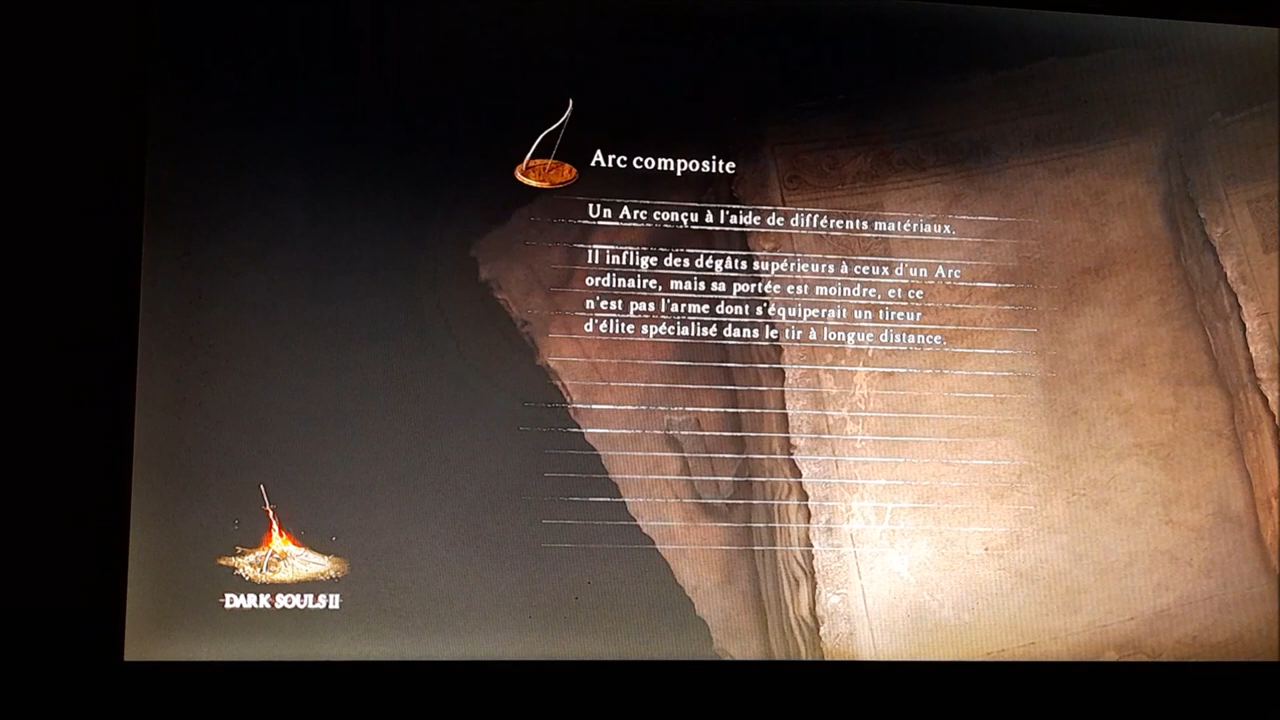 Arc composite
Un Arc conçu à l'aide de différents matériaux.
Il inflige des dégâts supérieurs à ceux d'un Arc
ordinaire, mais sa portée est moindre, et ce
n'est pas l'arme dont s'équiperait un tireur
d'élite spécialisé dans le tir à longue distance.
DARK SOULS II